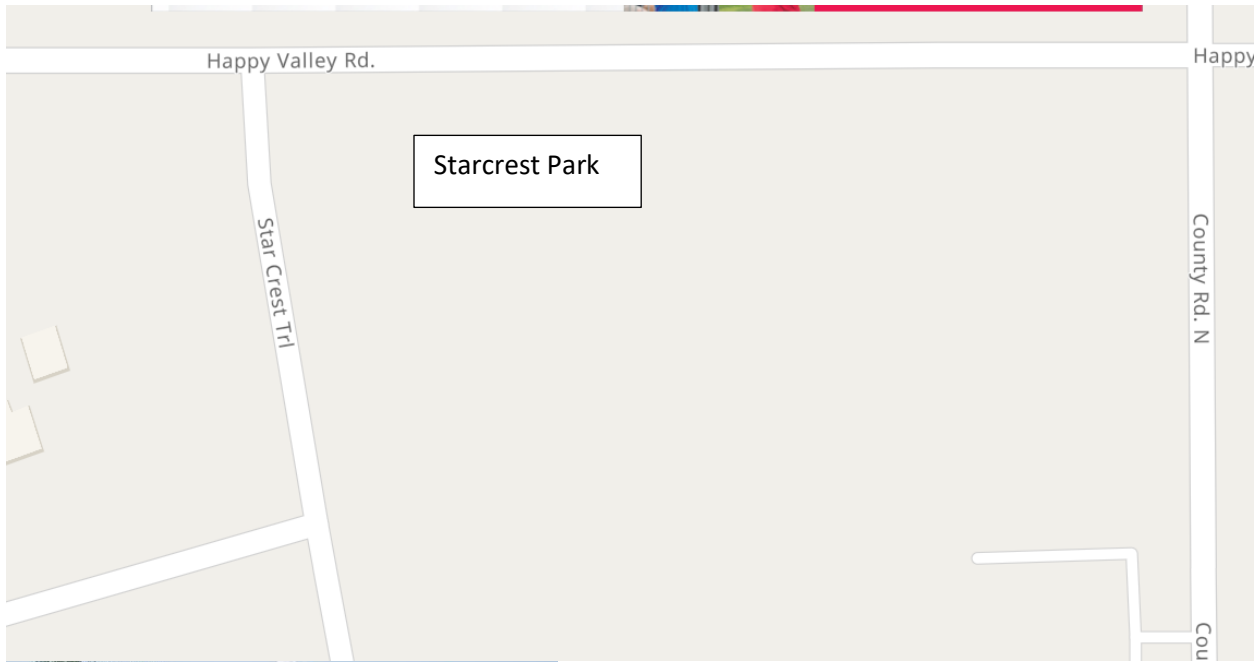 Happy Valley Rd.
Happy
Starcrest Park
Star Crest Trl
County Rd. N
Cou